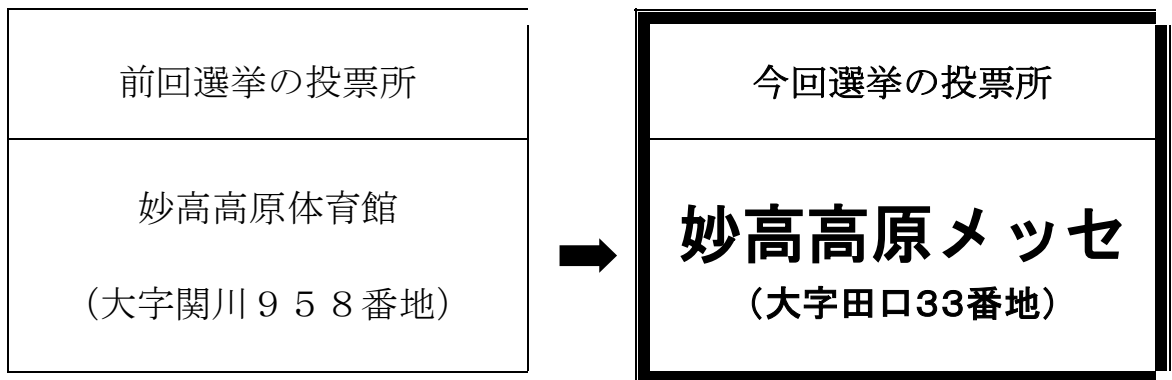 前回選挙の投票所
妙高高原体育館
（大字関川９５８番地）
今回選挙の投票所
妙高高原メッセ
（大字田口33番地）